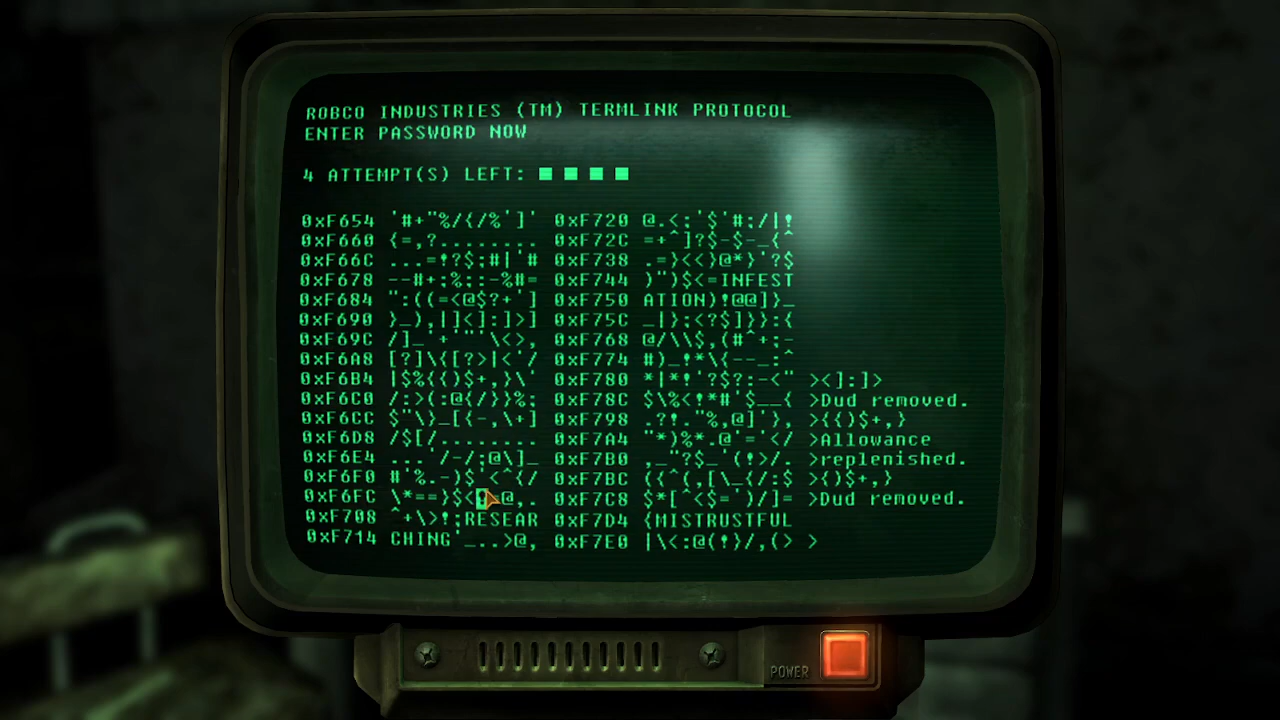 ROBCO INDUSTRIES (TM) TERMLINK PROTOCOL
ENTER PASSWORD NOW
4 ATTEMPT(S) LEFT: ■ ■ ■ ■
0xF654 '#+"%/{/%']' 0xF720 @.<:'$'#;/|!
0xF660 {=,?........ 0xF72C =+^]?$-$-_{^
0xF66C ...=!?$;#|'# 0xF738 .=}<<}@*}'?$
0xF678 --#+;%;:-%#= 0xF744 )")$<=INFEST
0xF684 ":((=<@$?+'] 0xF750 ATION)!@@]}_
0xF690 }_),|]<]:]>] 0xF75C _|};<?$]}}:{
0xF69C /]_'+'"'\<>, 0xF768 @/\\$,(#^+;-
0xF6A8 [?]\{[?>|<'/ 0xF774 #)_!*\{--_:^
0xF6B4 |$%{{}$+,}\' 0xF780 *|*!'?$?:-<" ><]:]>
0xF6C0 /:>(:@{/}}%; 0xF78C $\%<!*#'$__{ >Dud removed.
0xF6CC $"\}_[{-,\+] 0xF798 .?!."%,@]'}, >{{}$+,}
0xF6D8 /$[/........ 0xF7A4 "*)%*.@'='</ >Allowance
0xF6E4 ...'/-/;@\]_ 0xF7B0 ,_"?$_'(!>/. >replenished.
0xF6F0 #'%.-)$'<^{/ 0xF7BC ({^(,[\_{/:$ >{}$+,}
0xF6FC \*==}$<! @,. 0xF7C8 $*[^<$=')/]= >Dud removed.
0xF708 ^+\>!;RESEAR 0xF7D4 {MISTRUSTFUL
0xF714 CHING'_..>@, 0xF7E0 |\<:@(!}/,(> >
POWER